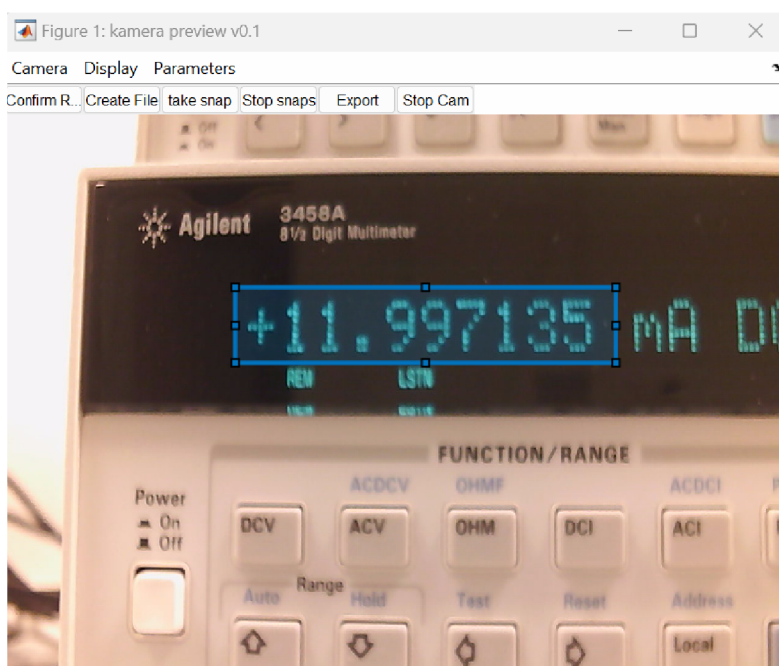 Figure 1: kamera preview v0.1
Camera Display Parameters
Confirm R... Create File take snap Stop snaps Export Stop Cam
Off
On
Agilent 3458A
8½ Digit Multimeter
+11.997135 mA DC
REM LSTN
FUNCTION/RANGE
ACDCV OHMF ACDCI
Power
On
Off
DCV ACV OHM DCI ACI
Range
Auto Hold Test Reset Address
Local